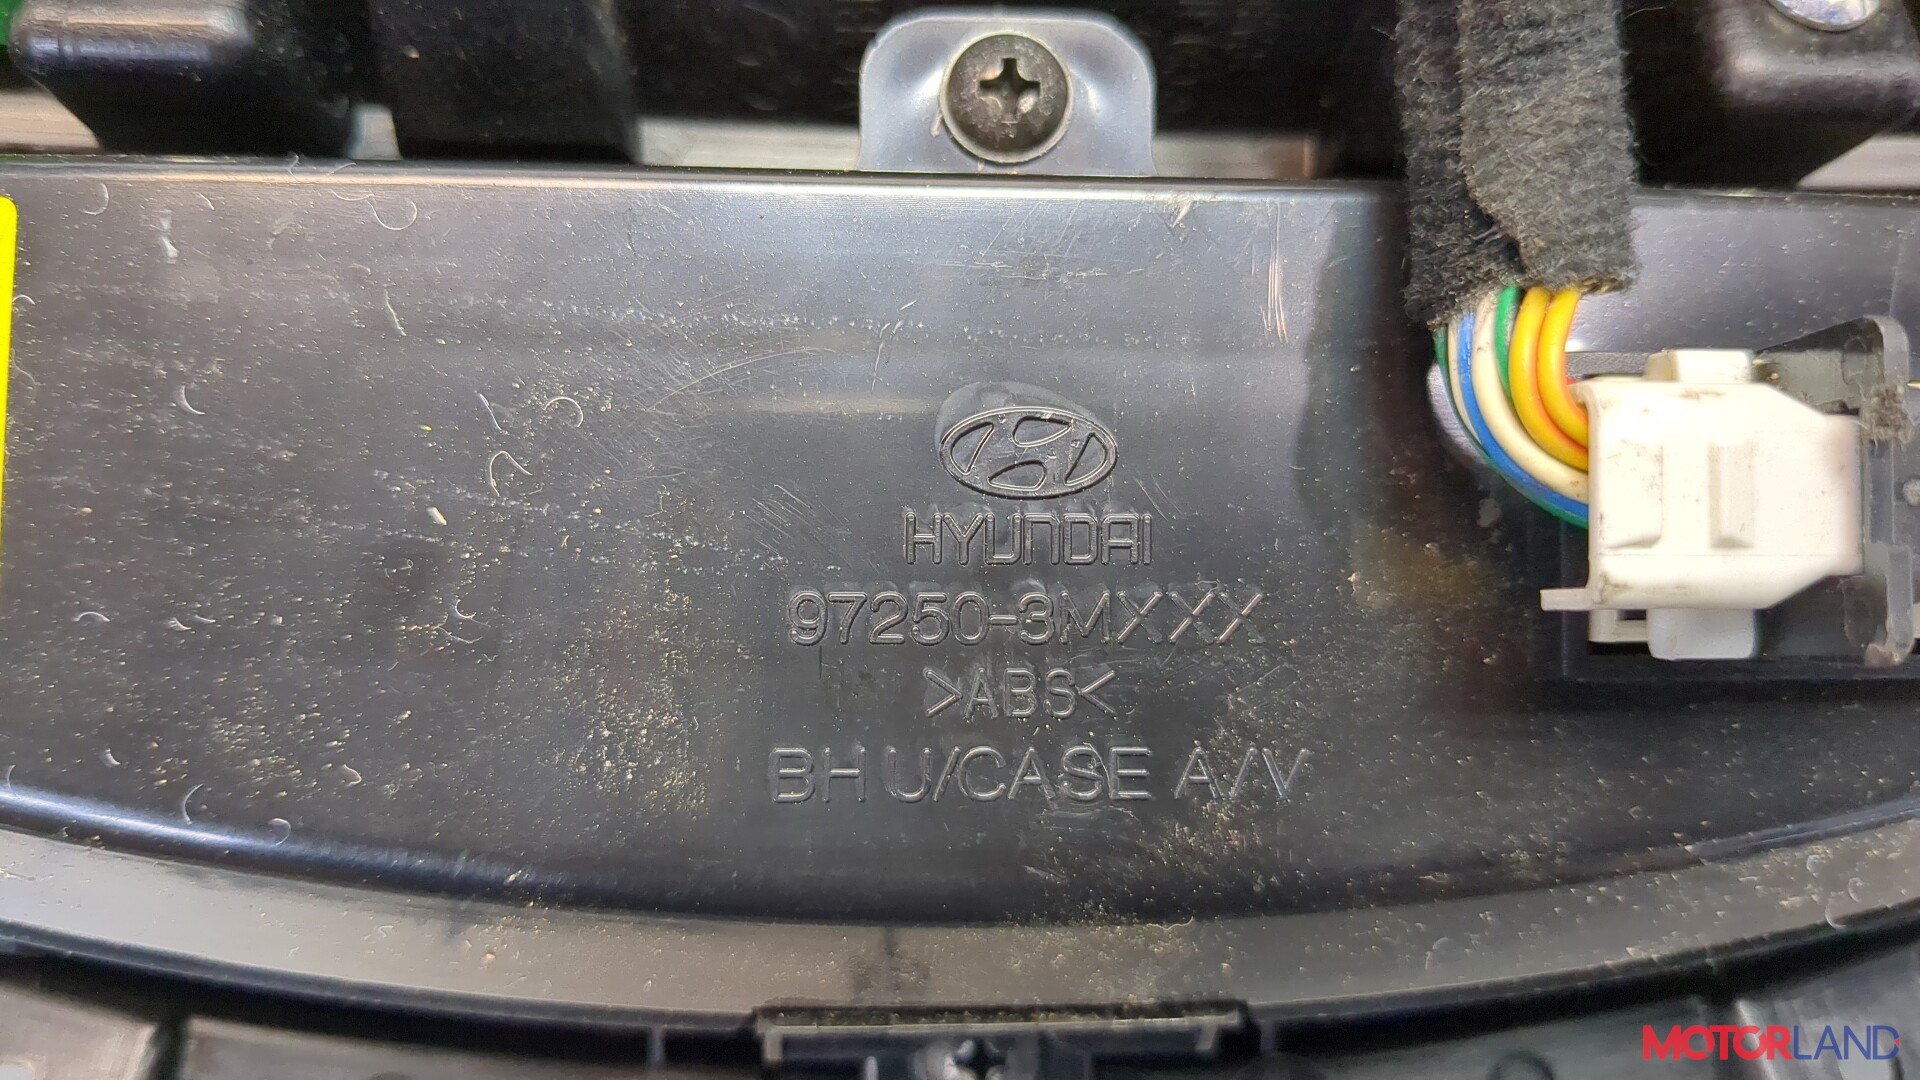 HYUNDAI
97250-3MXXX
>ABS<
BH U/CASE A/V
MOTORLAND